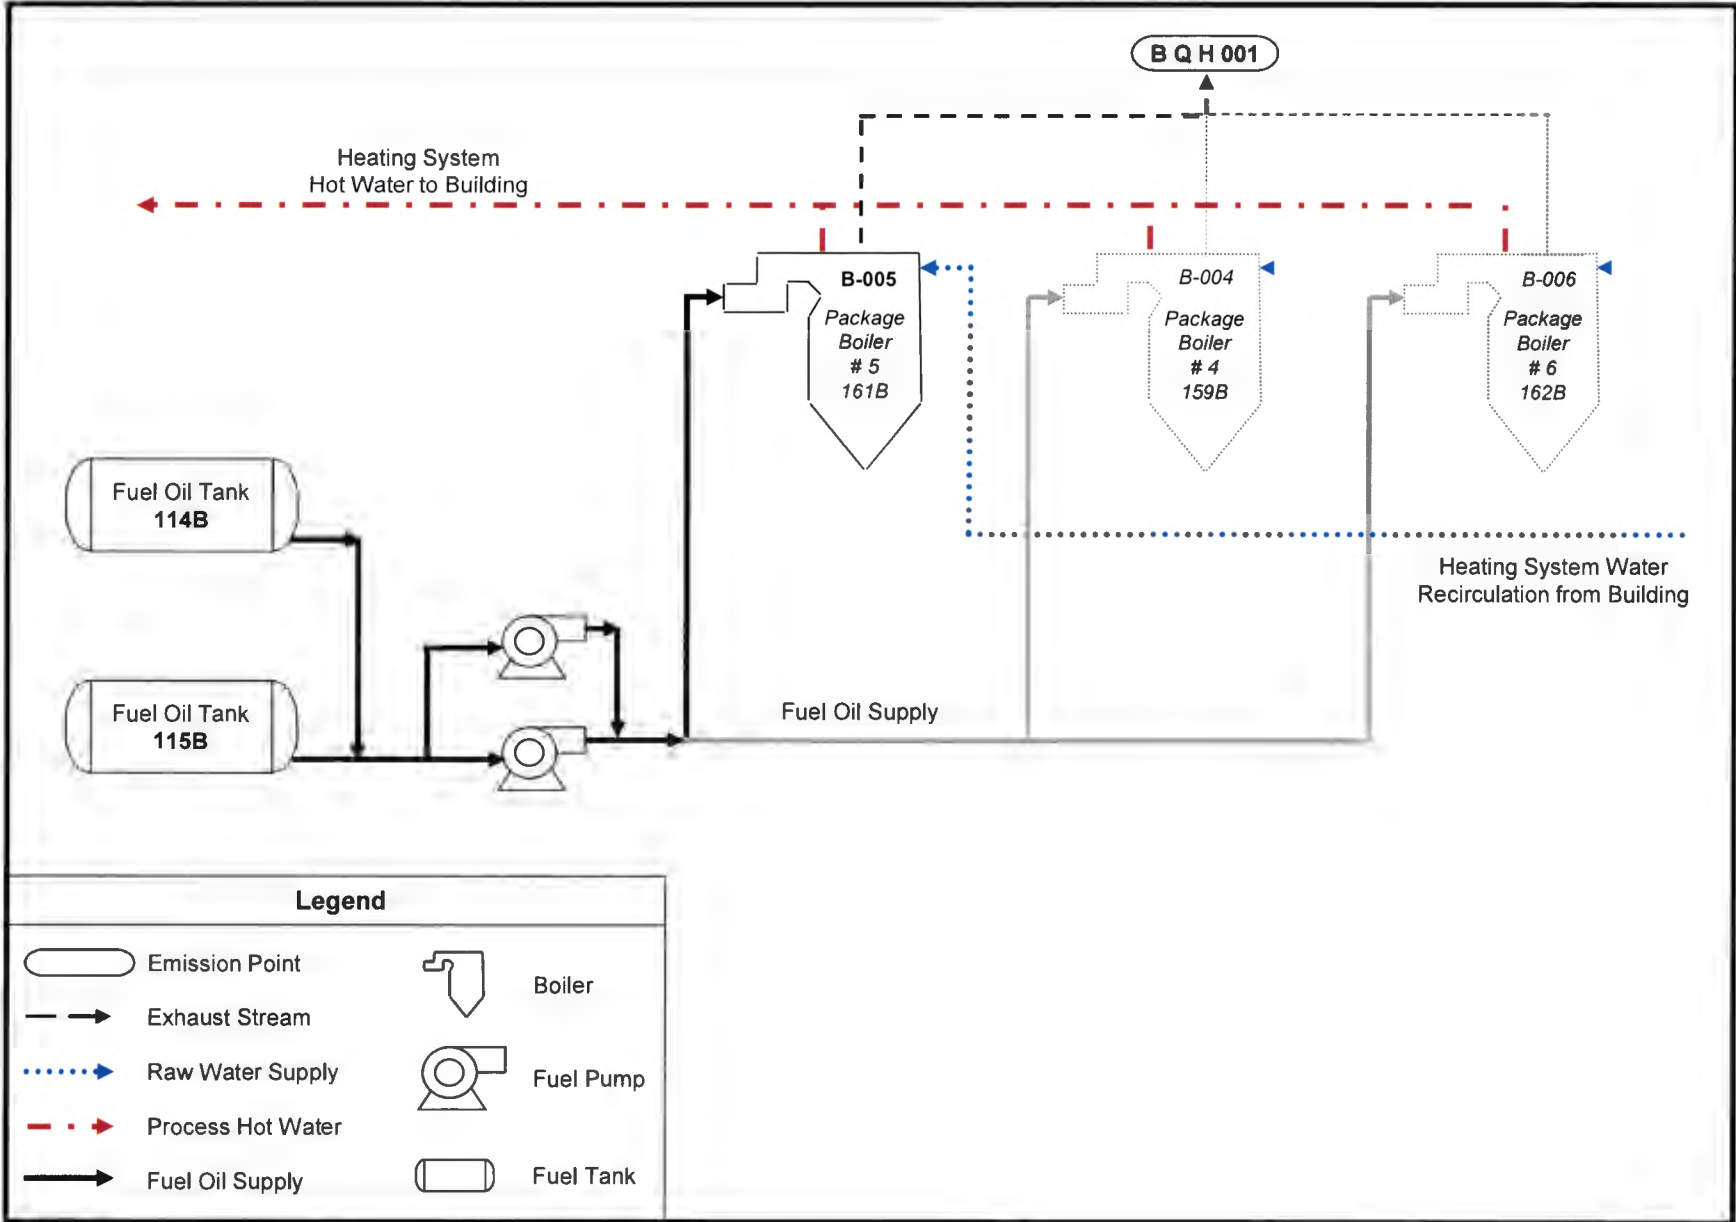 B Q H 001
Heating System
Hot Water to Building
B-005
Package
Boiler
# 5
161B
B-004
Package
Boiler
# 4
159B
B-006
Package
Boiler
# 6
162B
Fuel Oil Tank
114B
Heating System Water
Recirculation from Building
Fuel Oil Tank
115B
Fuel Oil Supply
Legend
Emission Point
Exhaust Stream
Raw Water Supply
Process Hot Water
Fuel Oil Supply
Boiler
Fuel Pump
Fuel Tank